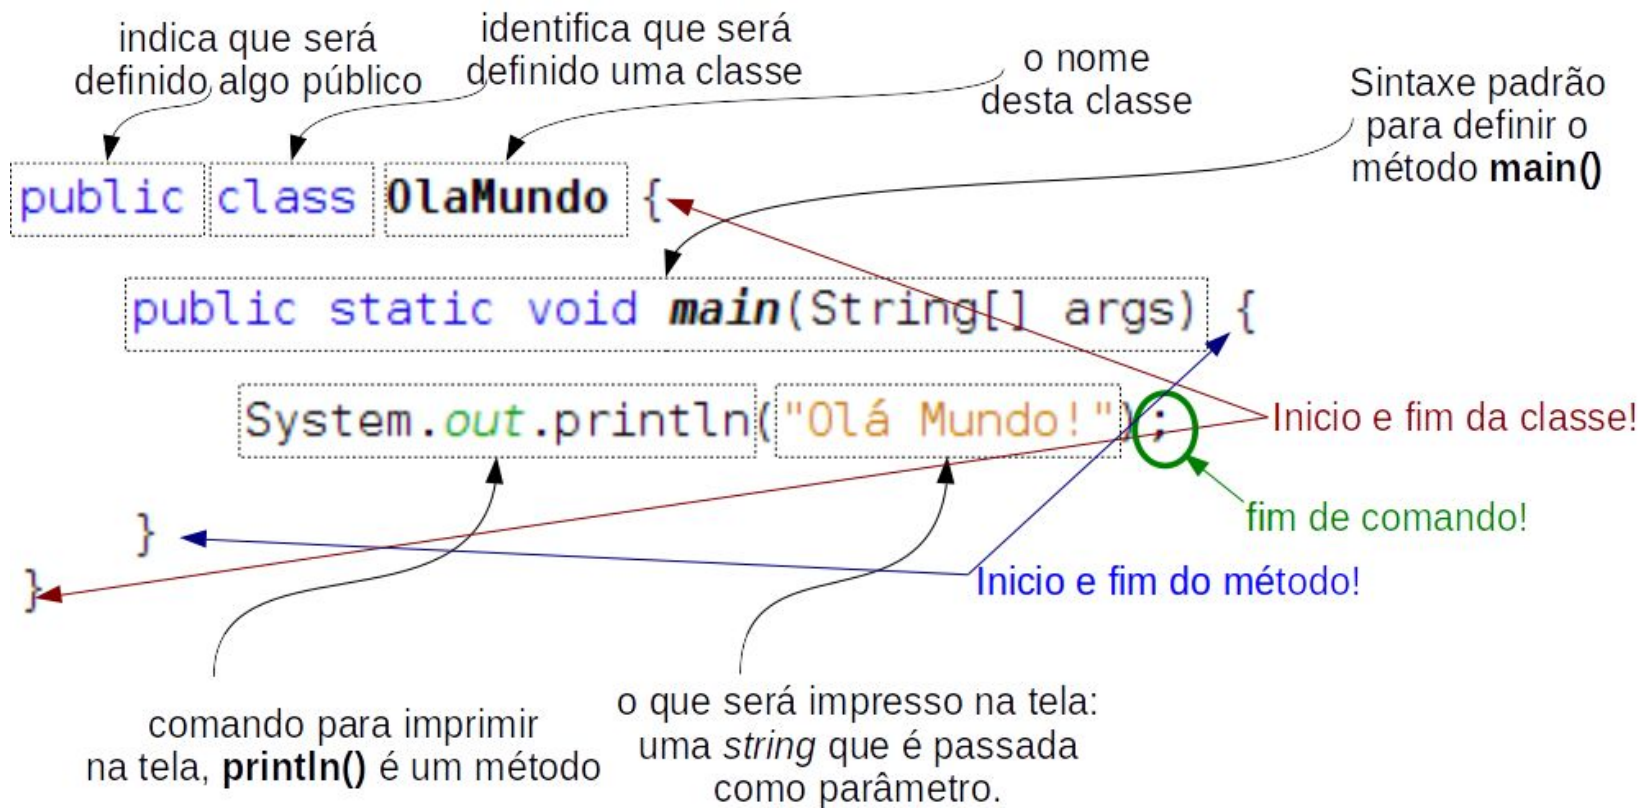 indica que será
definido algo público
identifica que será
definido uma classe
o nome
desta classe
Sintaxe padrão
para definir o
método main()
public class OlaMundo {
public static void main(String[] args) {
System.out.println("Olá Mundo!");
Inicio e fim da classe!
fim de comando!
}
Inicio e fim do método!
}
comando para imprimir
na tela, println() é um método
o que será impresso na tela:
uma string que é passada
como parâmetro.